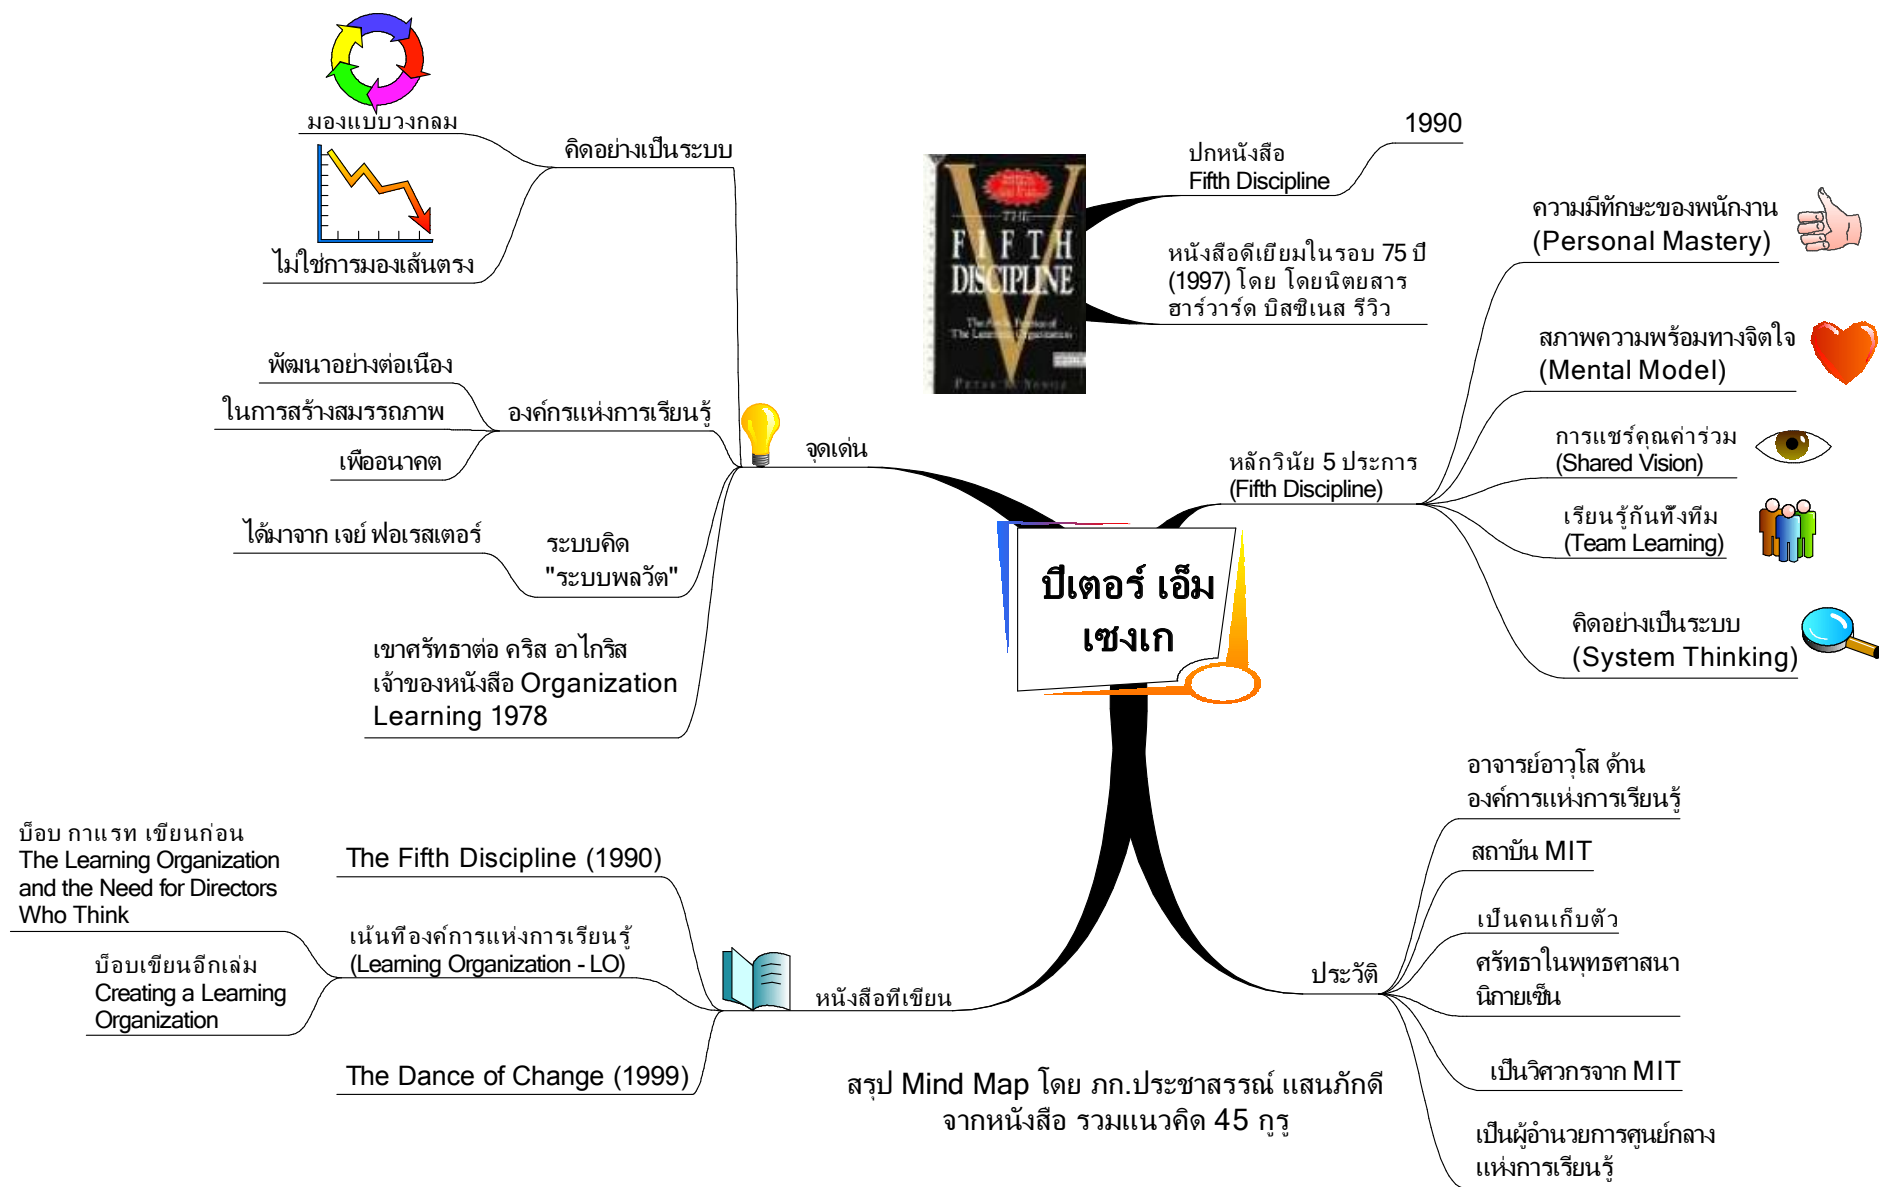 มองแบบวงกลม
คิดอย่างเป็นระบบ
ไม่ใช่การมองเส้นตรง
พัฒนาอย่างต่อเนื่อง
ในการสร้างสมรรถภาพ
เพื่ออนาคต
องค์กรแห่งการเรียนรู้
จุดเด่น
ได้มาจาก เจย์ ฟอเรสเตอร์
ระบบคิด
"ระบบพลวัต"
เขาศรัทธาต่อ คริส อาไกริส
เจ้าของหนังสือ Organization
Learning 1978
THE
FIFTH
DISCIPLINE
The Learning Organization
1990
ปกหนังสือ
Fifth Discipline
หนังสือดีเยี่ยมในรอบ 75 ปี
(1997) โดย โดยนิตยสาร
ฮาร์วาร์ด บิสซิเนส รีวิว
ความมีทักษะของพนักงาน
(Personal Mastery)
สภาพความพร้อมทางจิตใจ
(Mental Model)
การแชร์คุณค่าร่วม
(Shared Vision)
หลักวินัย 5 ประการ
(Fifth Discipline)
เรียนรู้กันทั้งทีม
(Team Learning)
คิดอย่างเป็นระบบ
(System Thinking)
ปีเตอร์ เอ็ม
เซงเก
บ็อบ กาแรท เขียนก่อน
The Learning Organization
and the Need for Directors
Who Think
บ็อบเขียนอีกเล่ม
Creating a Learning
Organization
The Fifth Discipline (1990)
เน้นที่องค์การแห่งการเรียนรู้
(Learning Organization - LO)
The Dance of Change (1999)
หนังสือที่เขียน
อาจารย์อาวุโส ด้าน
องค์การแห่งการเรียนรู้
สถาบัน MIT
เป็นคนเก็บตัว
ศรัทธาในพุทธศาสนา
นิกายเซ็น
ประวัติ
เป็นวิศวกรจาก MIT
เป็นผู้อำนวยการศูนย์กลาง
แห่งการเรียนรู้
สรุป Mind Map โดย ภก.ประชาสรรณ์ แสนภักดี
จากหนังสือ รวมแนวคิด 45 กูรู